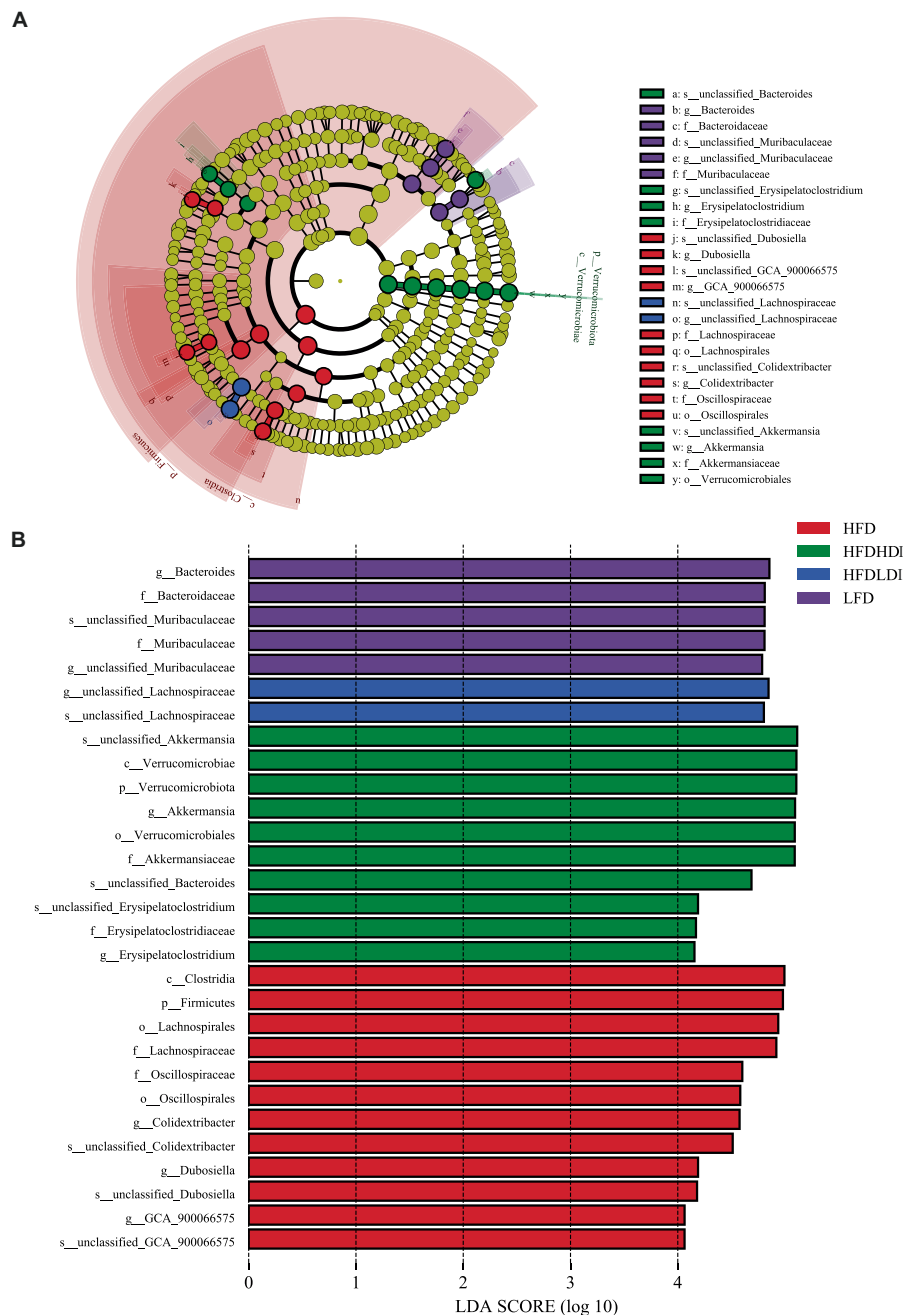 A
p__Verrucomicrobiota
c__Verrucomicrobiae
y
x
w
u
t
s
o
q
p
m
c__Clostridia
p__Firmicutes
a: s__unclassified_Bacteroides
b: g__Bacteroides
c: f__Bacteroidaceae
d: s__unclassified_Muribaculaceae
e: g__unclassified_Muribaculaceae
f: f__Muribaculaceae
g: s__unclassified_Erysipelatoclostridium
h: g__Erysipelatoclostridium
i: f__Erysipelatoclostridiaceae
j: s__unclassified_Dubosiella
k: g__Dubosiella
l: s__unclassified_GCA_900066575
m: g__GCA_900066575
n: s__unclassified_Lachnospiraceae
o: g__unclassified_Lachnospiraceae
p: f__Lachnospiraceae
q: o__Lachnospirales
r: s__unclassified_Colidextribacter
s: g__Colidextribacter
t: f__Oscillospiraceae
u: o__Oscillospirales
v: s__unclassified_Akkermansia
w: g__Akkermansia
x: f__Akkermansiaceae
y: o__Verrucomicrobiales
B
HFD
HFDHDI
HFDLDI
LFD
g__Bacteroides
f__Bacteroidaceae
s__unclassified_Muribaculaceae
f__Muribaculaceae
g__unclassified_Muribaculaceae
g__unclassified_Lachnospiraceae
s__unclassified_Lachnospiraceae
s__unclassified_Akkermansia
c__Verrucomicrobiae
p__Verrucomicrobiota
g__Akkermansia
o__Verrucomicrobiales
f__Akkermansiaceae
s__unclassified_Bacteroides
s__unclassified_Erysipelatoclostridium
f__Erysipelatoclostridiaceae
g__Erysipelatoclostridium
c__Clostridia
p__Firmicutes
o__Lachnospirales
f__Lachnospiraceae
f__Oscillospiraceae
o__Oscillospirales
g__Colidextribacter
s__unclassified_Colidextribacter
g__Dubosiella
s__unclassified_Dubosiella
g__GCA_900066575
s__unclassified_GCA_900066575
0 1 2 3 4
LDA SCORE (log 10)